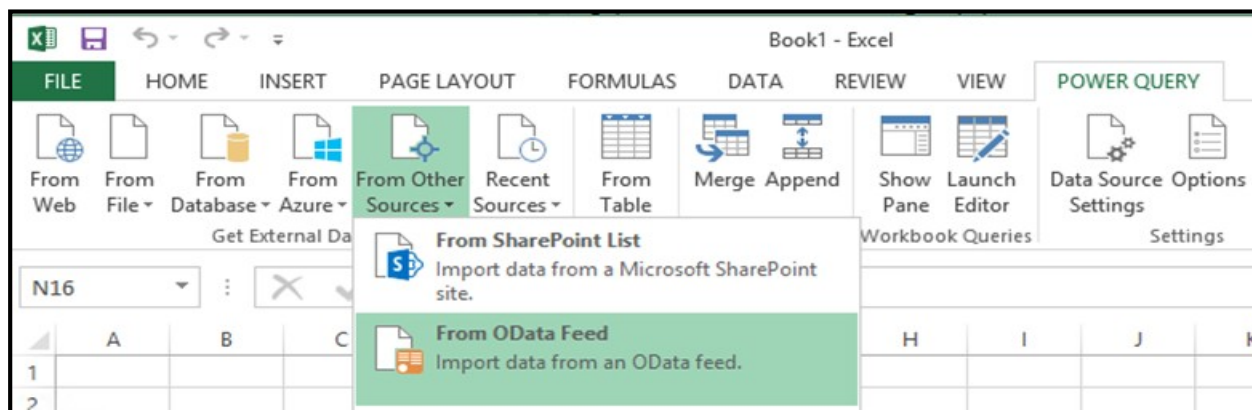 Book1 - Excel
FILE HOME INSERT PAGE LAYOUT FORMULAS DATA REVIEW VIEW POWER QUERY
From From From From From Other Recent From Merge Append Show Launch Data Source Options
Web File Database Azure Sources Sources Table Pane Editor Settings
Get External Da Workbook Queries Settings
From SharePoint List
Import data from a Microsoft SharePoint
site.
N16
From OData Feed
Import data from an OData feed.
A B C H I J K
1
2